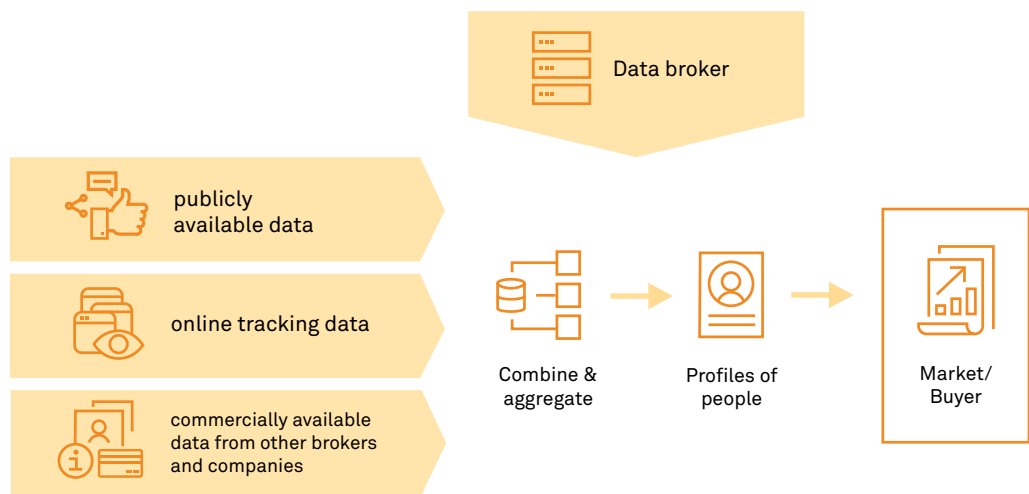 Data broker
publicly
available data
online tracking data
commercially available
data from other brokers
and companies
Combine &
aggregate
Profiles of
people
Market/
Buyer